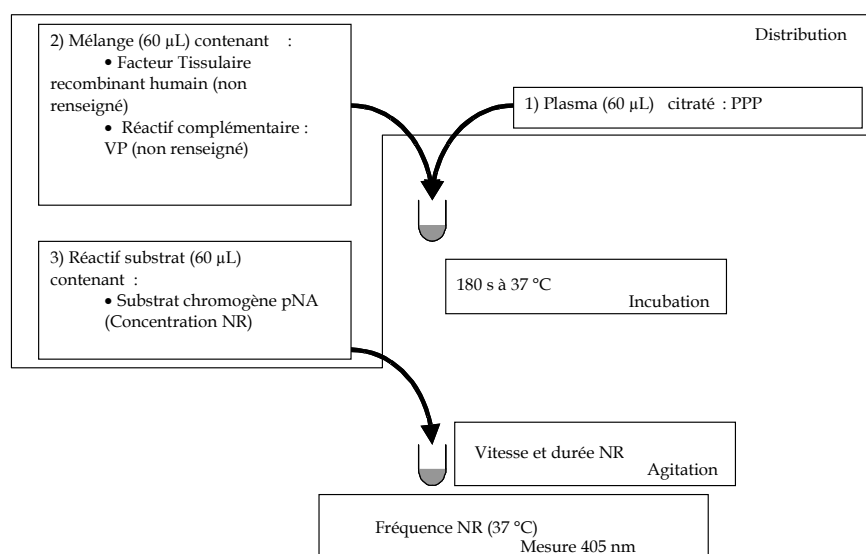 Distribution
2) Mélange (60 µL) contenant :
• Facteur Tissulaire
recombinant humain (non
renseigné)
• Réactif complémentaire :
VP (non renseigné)
1) Plasma (60 µL) citraté : PPP
3) Réactif substrat (60 µL)
contenant :
• Substrat chromogène pNA
(Concentration NR)
180 s à 37 °C
Incubation
Vitesse et durée NR
Agitation
Fréquence NR (37 °C)
Mesure 405 nm